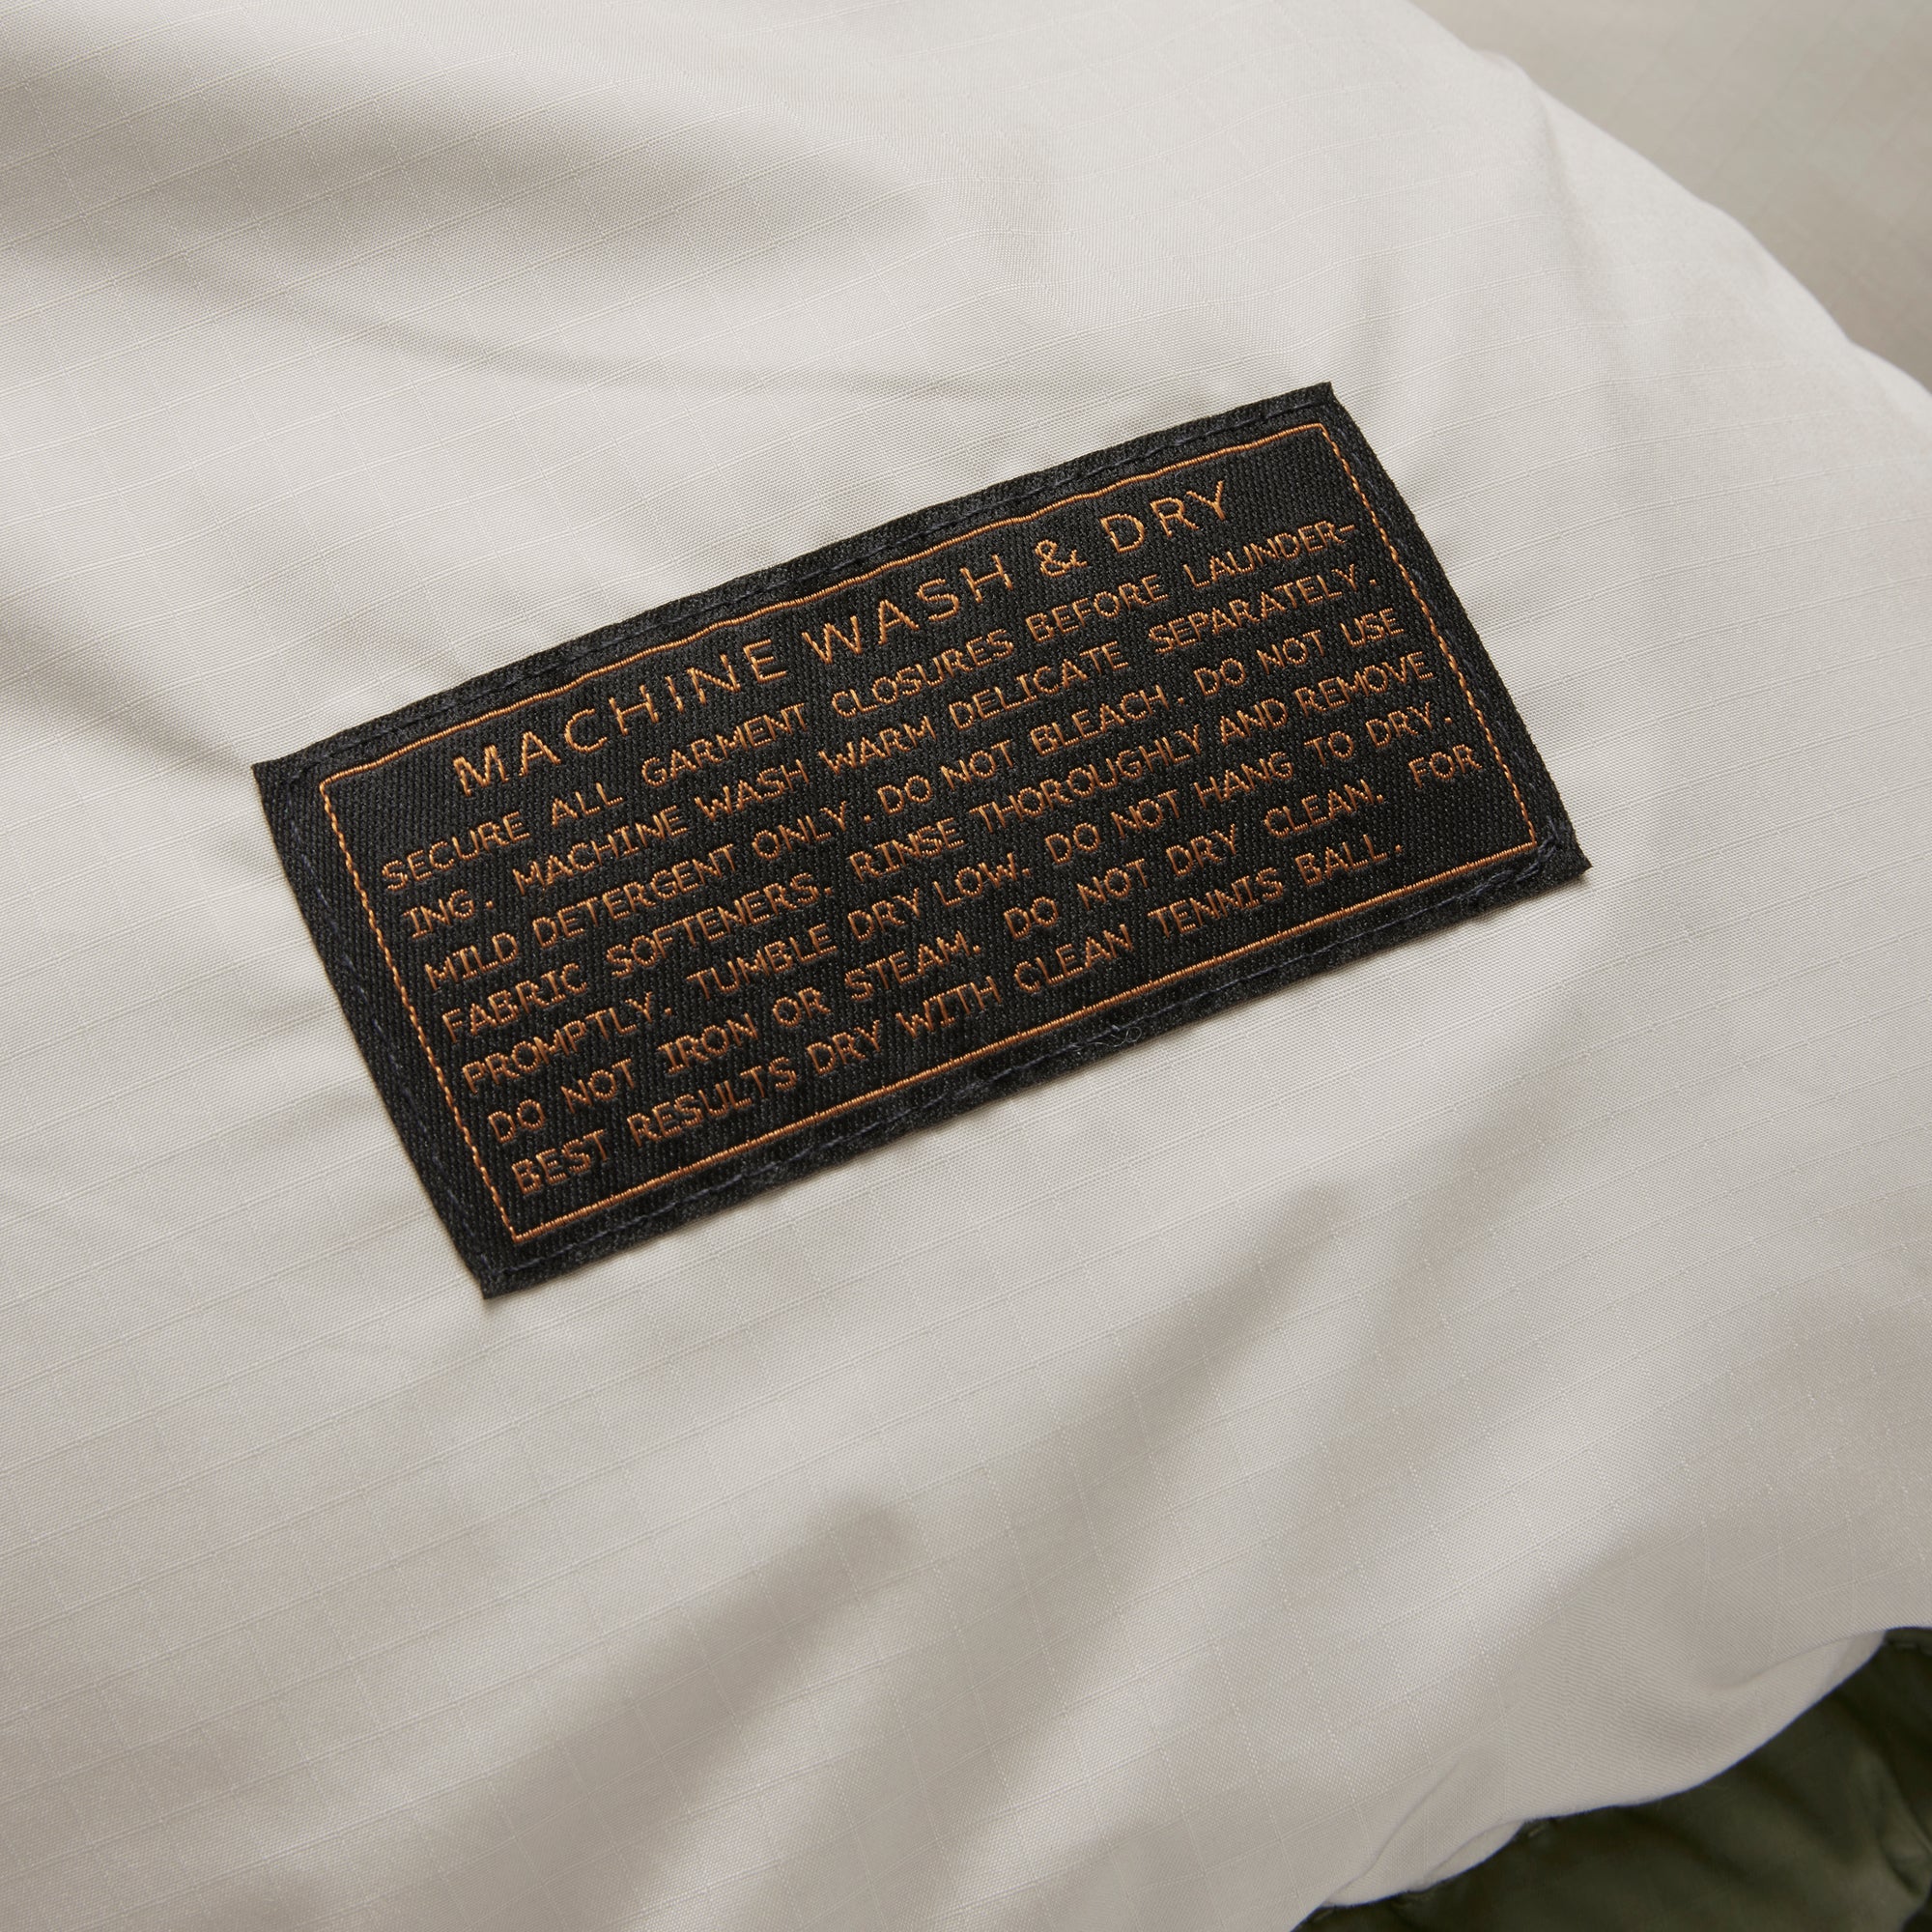 MACHINE WASH & DRY
SECURE ALL GARMENT CLOSURES BEFORE LAUNDER-
ING. MACHINE WASH WARM DELICATE SEPARATELY.
MILD DETERGENT ONLY. DO NOT BLEACH. DO NOT USE
FABRIC SOFTENERS. RINSE THOROUGHLY AND REMOVE
PROMPTLY. TUMBLE DRY LOW. DO NOT HANG TO DRY.
DO NOT IRON OR STEAM. DO NOT DRY CLEAN. FOR
BEST RESULTS DRY WITH CLEAN TENNIS BALL.